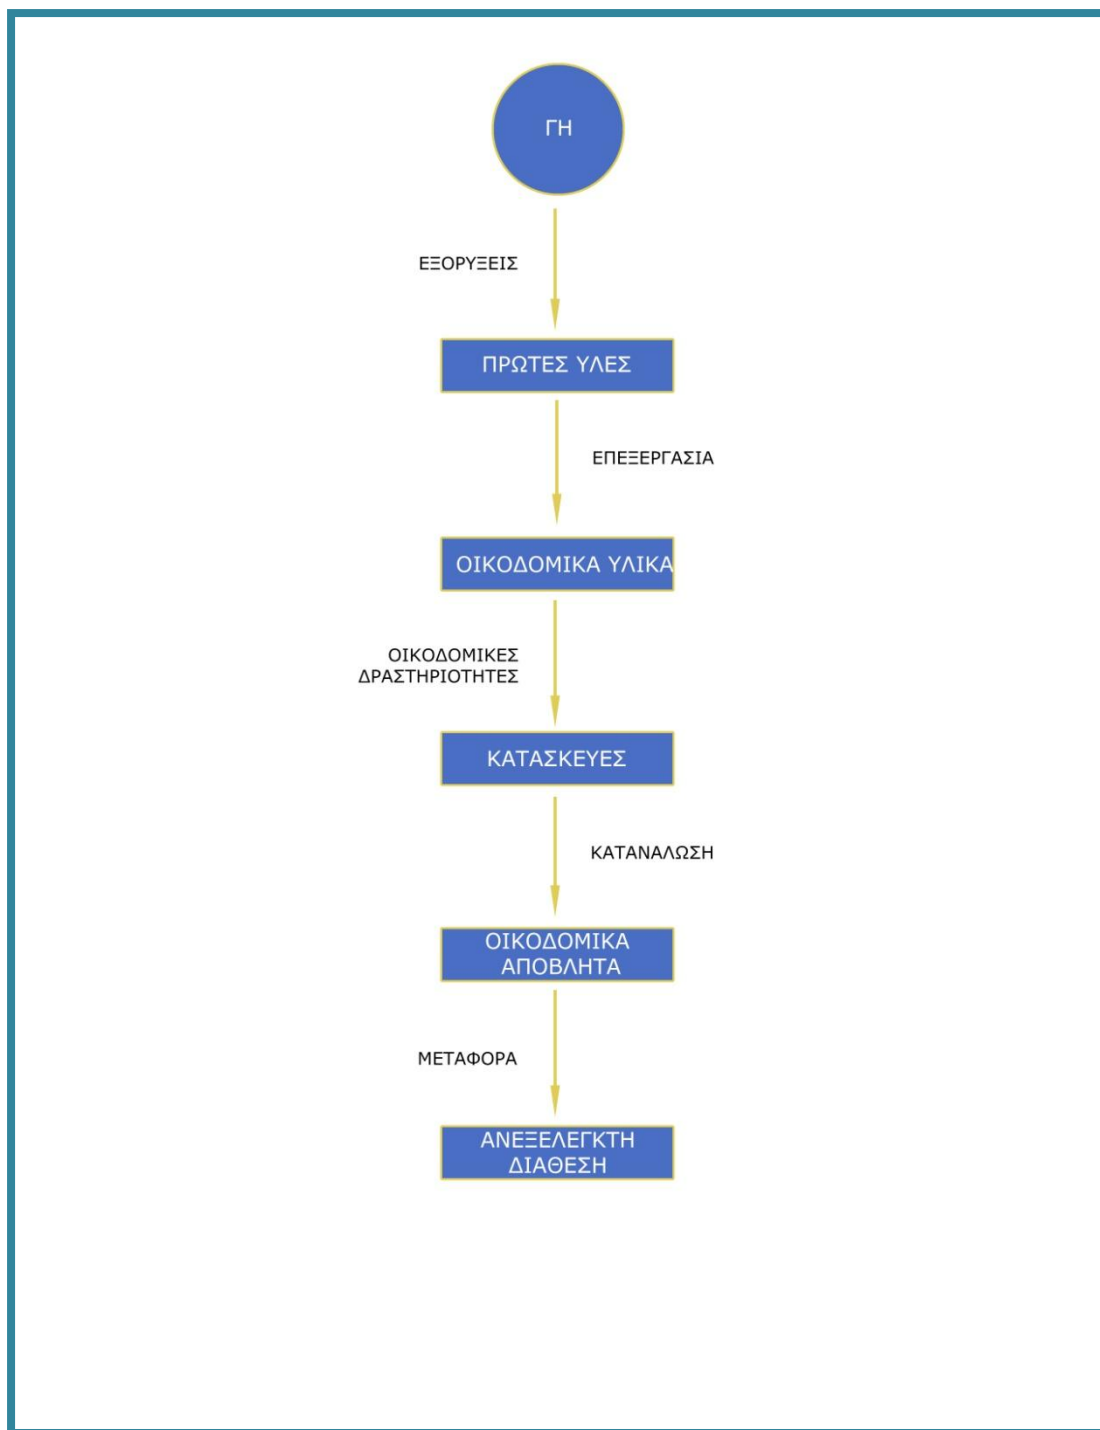 ΓΗ
ΕΞΟΡΥΞΕΙΣ
ΠΡΩΤΕΣ ΥΛΕΣ
ΕΠΕΞΕΡΓΑΣΙΑ
ΟΙΚΟΔΟΜΙΚΑ ΥΛΙΚΑ
ΟΙΚΟΔΟΜΙΚΕΣ
ΔΡΑΣΤΗΡΙΟΤΗΤΕΣ
ΚΑΤΑΣΚΕΥΕΣ
ΚΑΤΑΝΑΛΩΣΗ
ΟΙΚΟΔΟΜΙΚΑ
ΑΠΟΒΛΗΤΑ
ΜΕΤΑΦΟΡΑ
ΑΝΕΞΕΛΕΓΚΤΗ
ΔΙΑΘΕΣΗ